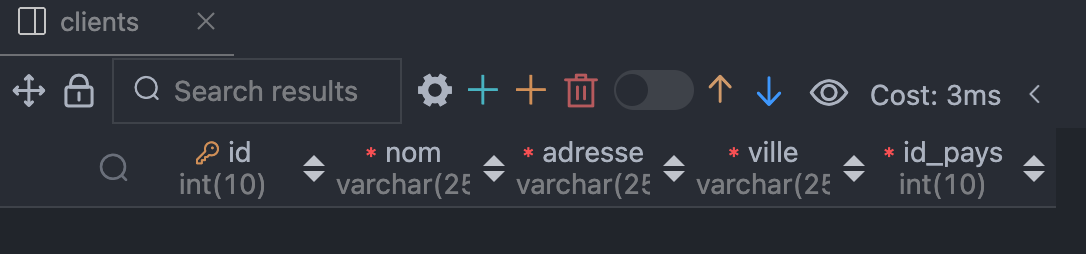 clients
Search results Cost: 3ms
id * nom * adresse * ville * id_pays
int(10) varchar(25 varchar(25 varchar(25 int(10)